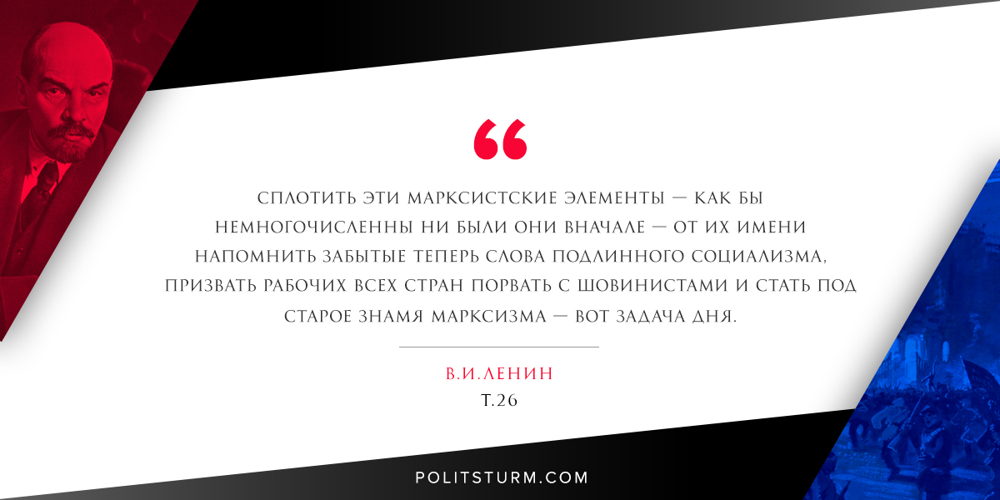 “
СПЛОТИТЬ ЭТИ МАРКСИСТСКИЕ ЭЛЕМЕНТЫ — КАК БЫ
НЕМНОГОЧИСЛЕННЫ НИ БЫЛИ ОНИ ВНАЧАЛЕ — ОТ ИХ ИМЕНИ
НАПОМНИТЬ ЗАБЫТЫЕ ТЕПЕРЬ СЛОВА ПОДЛИННОГО СОЦИАЛИЗМА,
ПРИЗВАТЬ РАБОЧИХ ВСЕХ СТРАН ПОРВАТЬ С ШОВИНИСТАМИ И СТАТЬ ПОД
СТАРОЕ ЗНАМЯ МАРКСИЗМА — ВОТ ЗАДАЧА ДНЯ.
В.И.ЛЕНИН
Т.26
POLITSTURM.COM